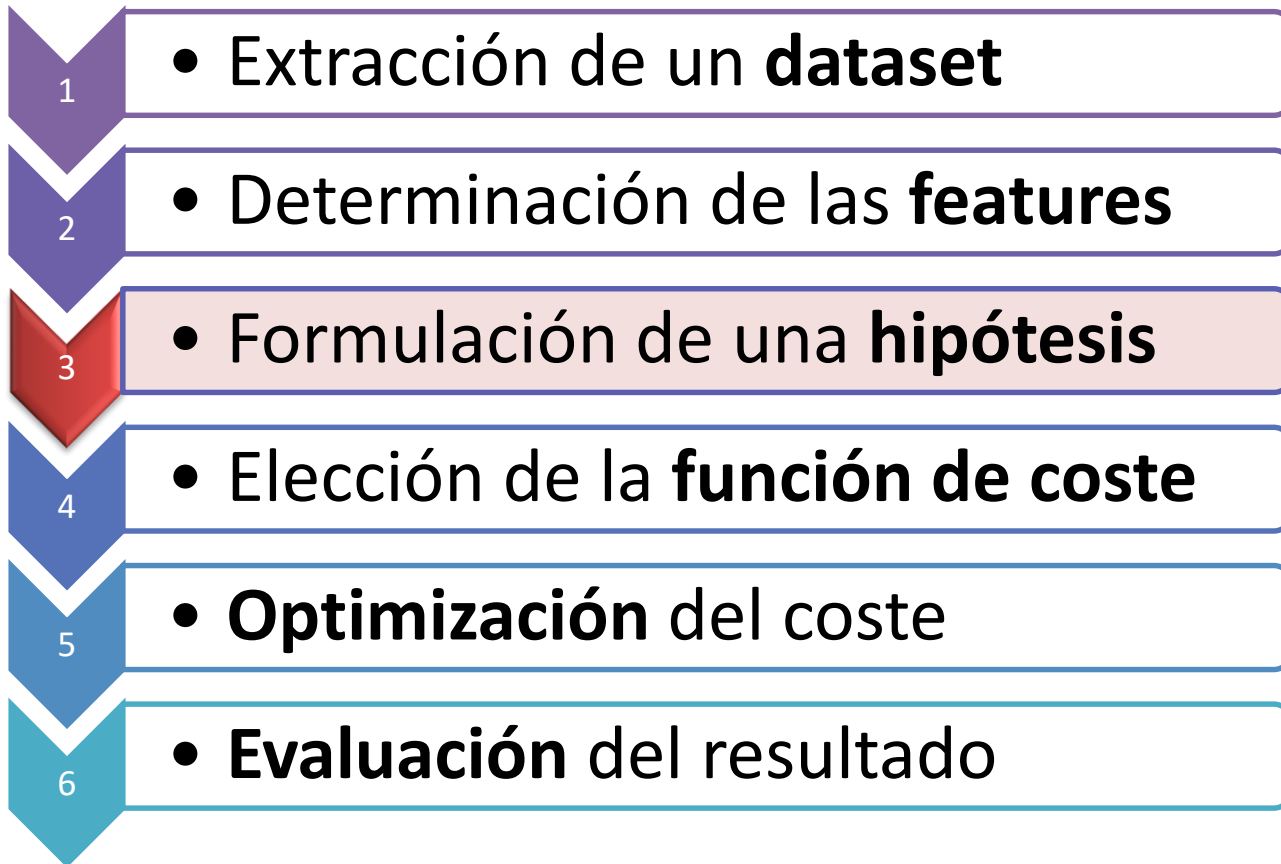 1 • Extracción de un dataset
2 • Determinación de las features
3 • Formulación de una hipótesis
4 • Elección de la función de coste
5 • Optimización del coste
6 • Evaluación del resultado